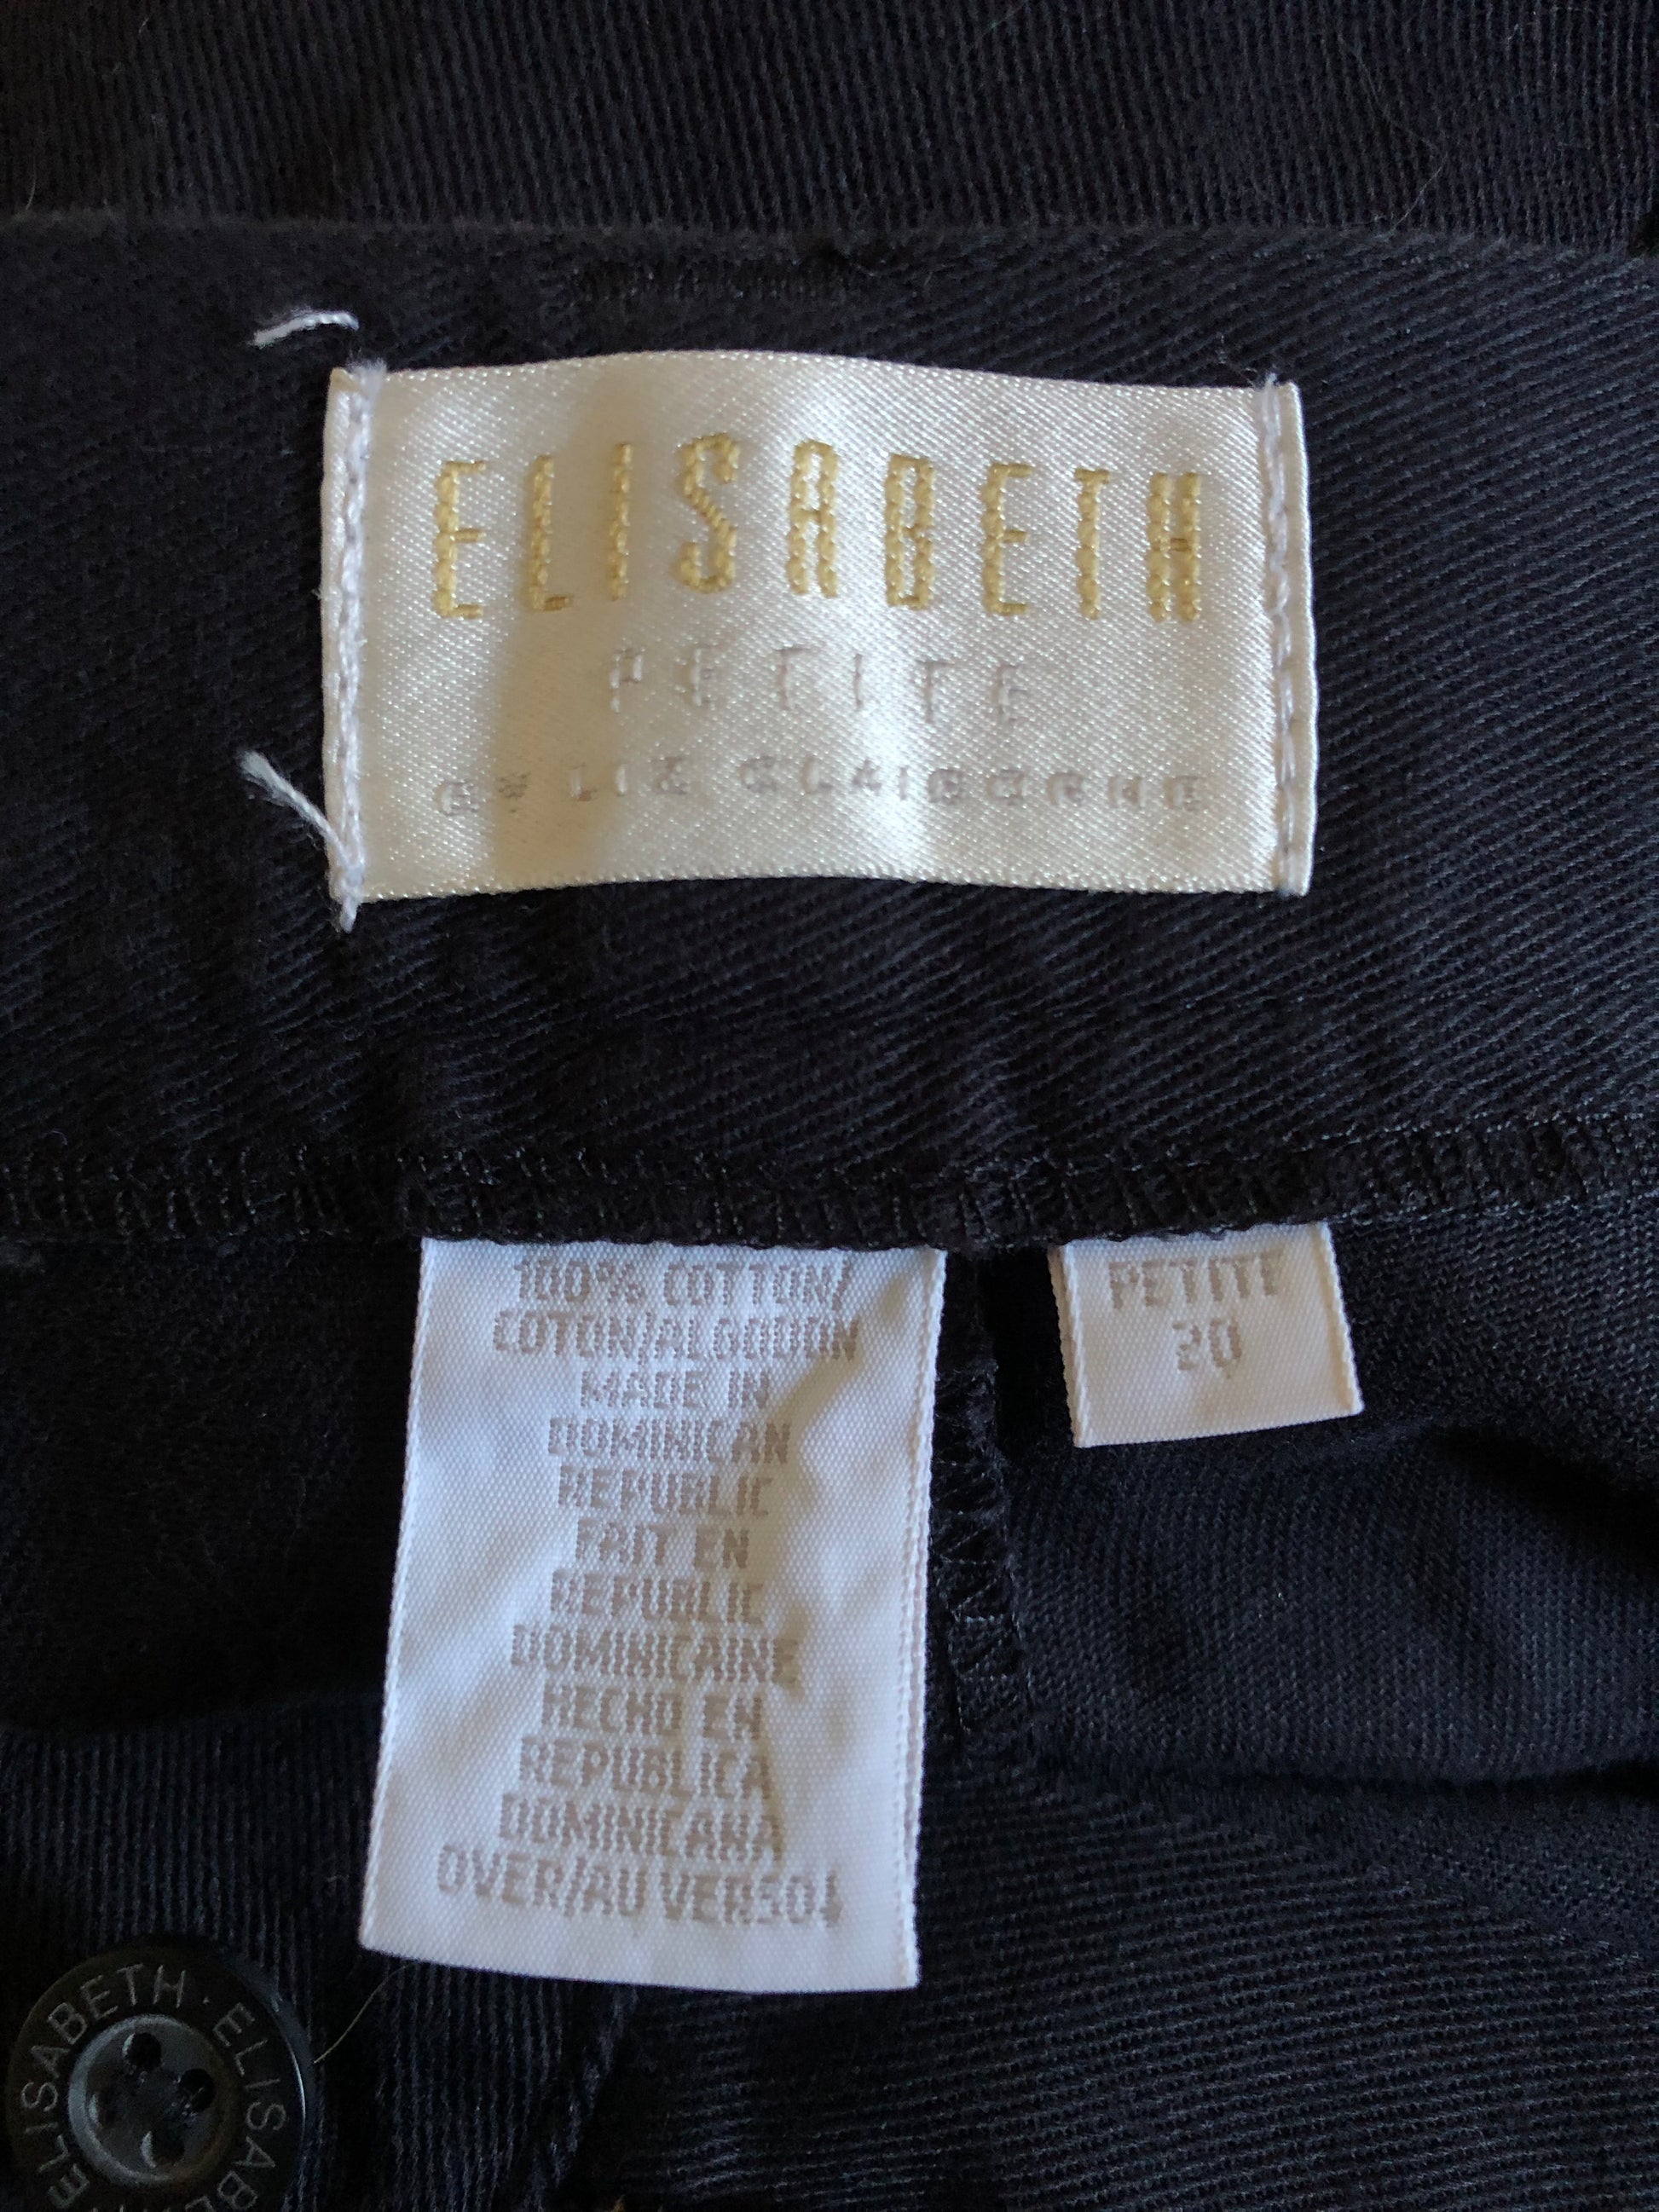 ELISABETH
PETITE
BY LIZ CLAIBORNE
100% COTTON/
COTON/ALGODON
MADE IN
DOMINICAN
REPUBLIC
FAIT EN
REPUBLIC
DOMINICAINE
HECHO EN
REPUBLICA
DOMINICANA
OVER/AU VERSO↓
PETITE
20
ELISABETH · ELISABE